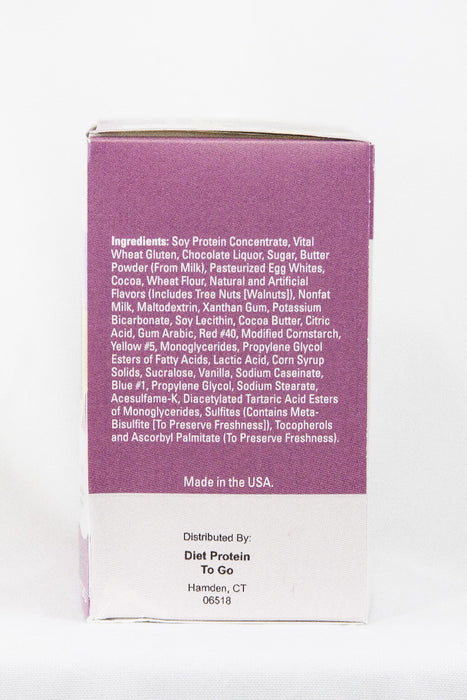 Ingredients: Soy Protein Concentrate, Vital
Wheat Gluten, Chocolate Liquor, Sugar, Butter
Powder (From Milk), Pasteurized Egg Whites,
Cocoa, Wheat Flour, Natural and Artificial
Flavors (Includes Tree Nuts [Walnuts]), Nonfat
Milk, Maltodextrin, Xanthan Gum, Potassium
Bicarbonate, Soy Lecithin, Cocoa Butter, Citric
Acid, Gum Arabic, Red #40, Modified Cornstarch,
Yellow #5, Monoglycerides, Propylene Glycol
Esters of Fatty Acids, Lactic Acid, Corn Syrup
Solids, Sucralose, Vanilla, Sodium Caseinate,
Blue #1, Propylene Glycol, Sodium Stearate,
Acesulfame-K, Diacetylated Tartaric Acid Esters
of Monoglycerides, Sulfites (Contains Meta-
Bisulfite [To Preserve Freshness]), Tocopherols
and Ascorbyl Palmitate (To Preserve Freshness).
Made in the USA.
Distributed By:
Diet Protein
To Go
Hamden, CT
06518